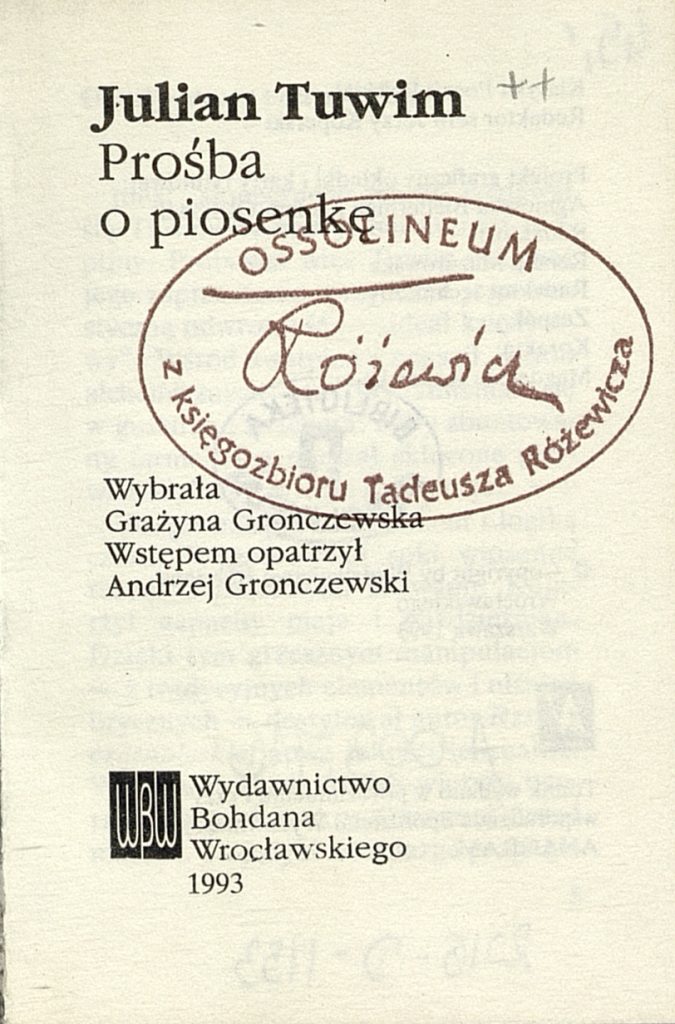 Julian Tuwim ++
Prośba
o piosenkę
OSSOLINEUM
Różewicz
z księgozbioru Tadeusza Różewicza
Wybrała
Grażyna Gronczewska
Wstępem opatrzył
Andrzej Gronczewski
WBW
Wydawnictwo
Bohdana
Wrocławskiego
1993